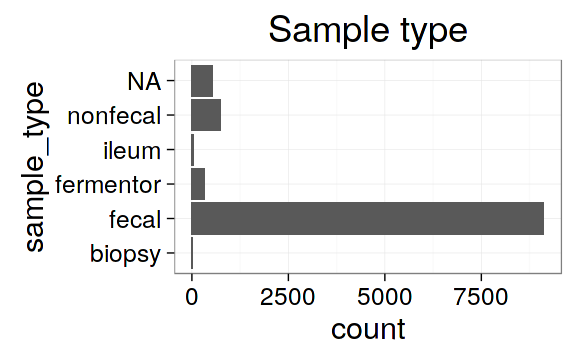 Sample type
sample_type
NA
nonfecal
ileum
fermentor
fecal
biopsy
0 2500 5000 7500
count